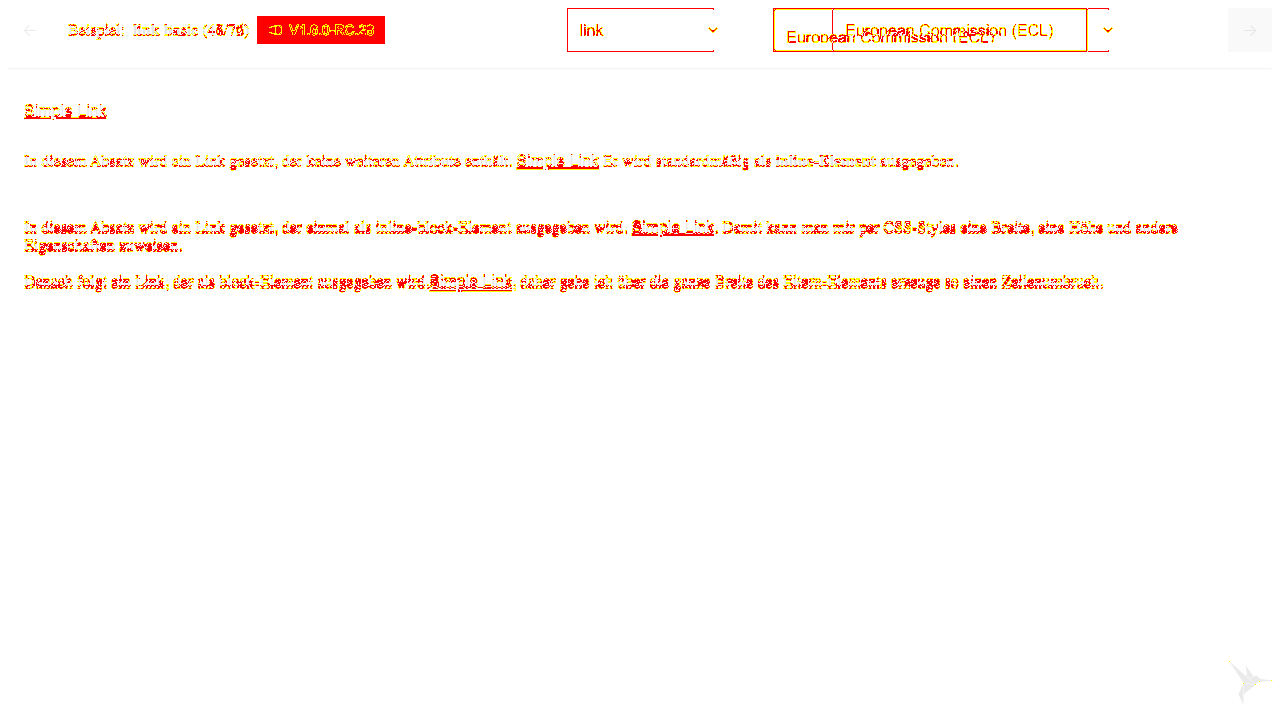 Beispiel: link basic (48/76)
V1.6.0-RC.23
link
European Commission (ECL)
European Commission (ECL)
Simple Link
In diesem Absatz wird ein Link gesetzt, der keine weiteren Attribute enthält. Simple Link Er wird standardmäßig als inline-Element ausgegeben.
In diesem Absatz wird ein Link gesetzt, der einmal als inline-block-Element ausgegeben wird. Simple Link. Damit kann man mir per CSS-Styles eine Breite, eine Höhe und andere
Eigenschaften zuweisen.
Danach folgt ein Link, der als block-Element ausgegeben wird.Simple Link, daher gehe ich über die ganze Breite des Eltern-Elements erzeuge so einen Zeilenumbruch.